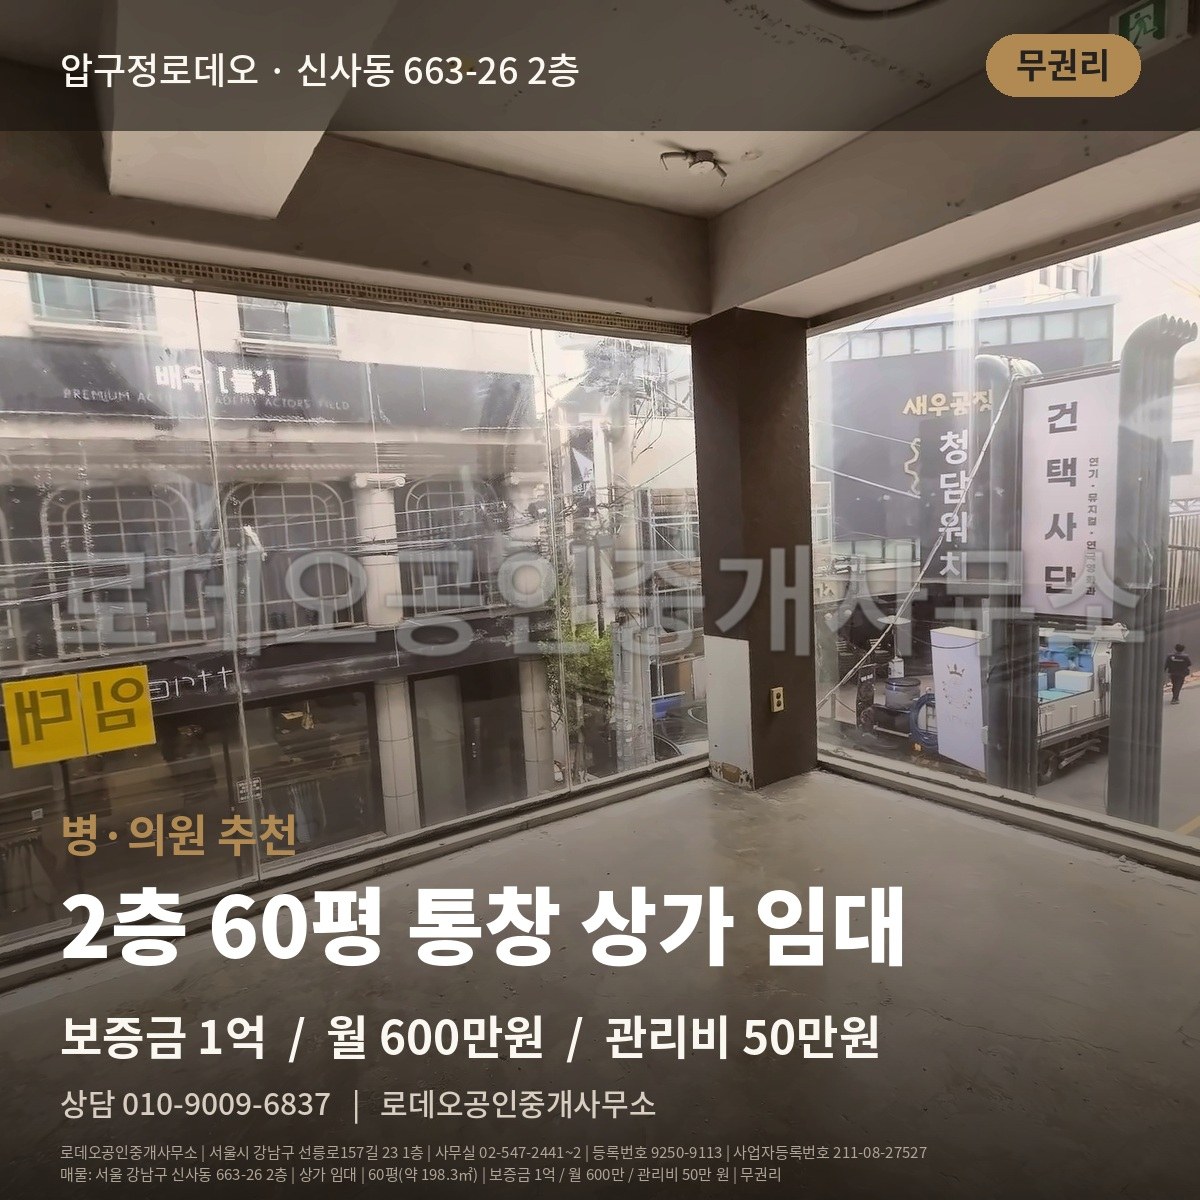 압구정로데오 · 신사동 663-26 2층
무권리
배우
PREMIUM
ACTORS FIELD
새우공장
청담워치
건택사담
연기·뮤지컬·연극영화과
로데오공인중개사무소
임대
병·의원 추천
2층 60평 통창 상가 임대
보증금 1억 / 월 600만원 / 관리비 50만원
상담 010-9009-6837 | 로데오공인중개사무소
로데오공인중개사무소 | 서울시 강남구 선릉로157길 23 1층 | 사무실 02-547-2441~2 | 등록번호 9250-9113 | 사업자등록번호 211-08-27527
매물: 서울 강남구 신사동 663-26 2층 | 상가 임대 | 60평(약 198.3㎡) | 보증금 1억 / 월 600만 / 관리비 50만 원 | 무권리